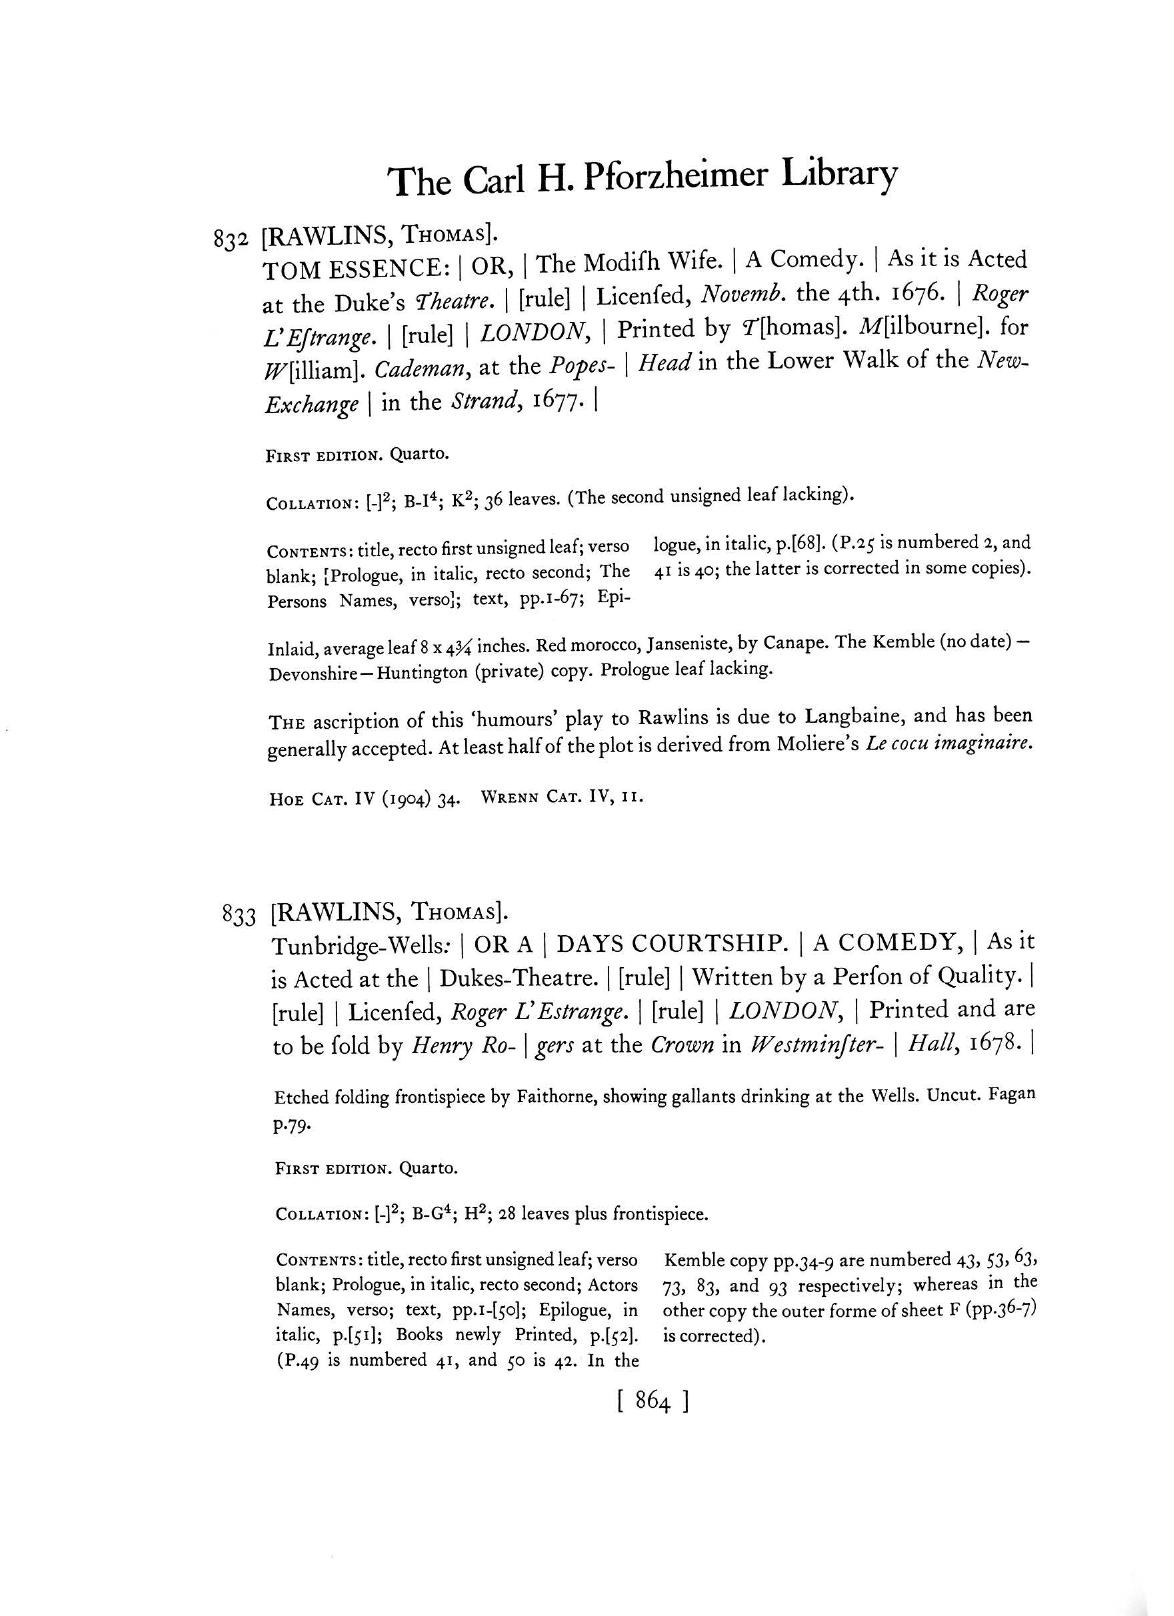 The Carl H. Pforzheimer Library
832 [RAWLINS, THOMAS].
TOM ESSENCE: | OR, | The Modiſh Wife. | A Comedy. | As it is Acted
at the Duke's Theatre. | [rule] | Licenſed, Novemb. the 4th. 1676. | Roger
L'Eſtrange. | [rule] | LONDON, | Printed by T[homas]. M[ilbourne]. for
W[illiam]. Cademan, at the Popes- | Head in the Lower Walk of the New-
Exchange | in the Strand, 1677. |
FIRST EDITION. Quarto.
COLLATION: [-]²; B-I⁴; K²; 36 leaves. (The second unsigned leaf lacking).
CONTENTS: title, recto first unsigned leaf; verso
blank; [Prologue, in italic, recto second; The
Persons Names, verso]; text, pp.1-67; Epi-
logue, in italic, p.[68]. (P.25 is numbered 2, and
41 is 40; the latter is corrected in some copies).
Inlaid, average leaf 8 x 4¾ inches. Red morocco, Janseniste, by Canape. The Kemble (no date) —
Devonshire — Huntington (private) copy. Prologue leaf lacking.
THE ascription of this 'humours' play to Rawlins is due to Langbaine, and has been
generally accepted. At least half of the plot is derived from Moliere's Le cocu imaginaire.
HOE CAT. IV (1904) 34. WRENN CAT. IV, 11.
833 [RAWLINS, THOMAS].
Tunbridge-Wells: | OR A | DAYS COURTSHIP. | A COMEDY, | As it
is Acted at the | Dukes-Theatre. | [rule] | Written by a Perſon of Quality. |
[rule] | Licenſed, Roger L'Estrange. | [rule] | LONDON, | Printed and are
to be ſold by Henry Ro- | gers at the Crown in Westminſter- | Hall, 1678. |
Etched folding frontispiece by Faithorne, showing gallants drinking at the Wells. Uncut. Fagan
p.79.
FIRST EDITION. Quarto.
COLLATION: [-]²; B-G⁴; H²; 28 leaves plus frontispiece.
CONTENTS: title, recto first unsigned leaf; verso
blank; Prologue, in italic, recto second; Actors
Names, verso; text, pp.1-[50]; Epilogue, in
italic, p.[51]; Books newly Printed, p.[52].
(P.49 is numbered 41, and 50 is 42. In the
Kemble copy pp.34-9 are numbered 43, 53, 63,
73, 83, and 93 respectively; whereas in the
other copy the outer forme of sheet F (pp.36-7)
is corrected).
[ 864 ]